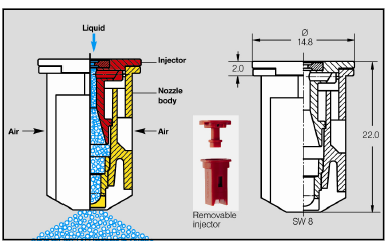 Liquid
Injector
Nozzle
body
Air
Air
Removable
injector
Ø
14.8
2.0
22.0
SW 8